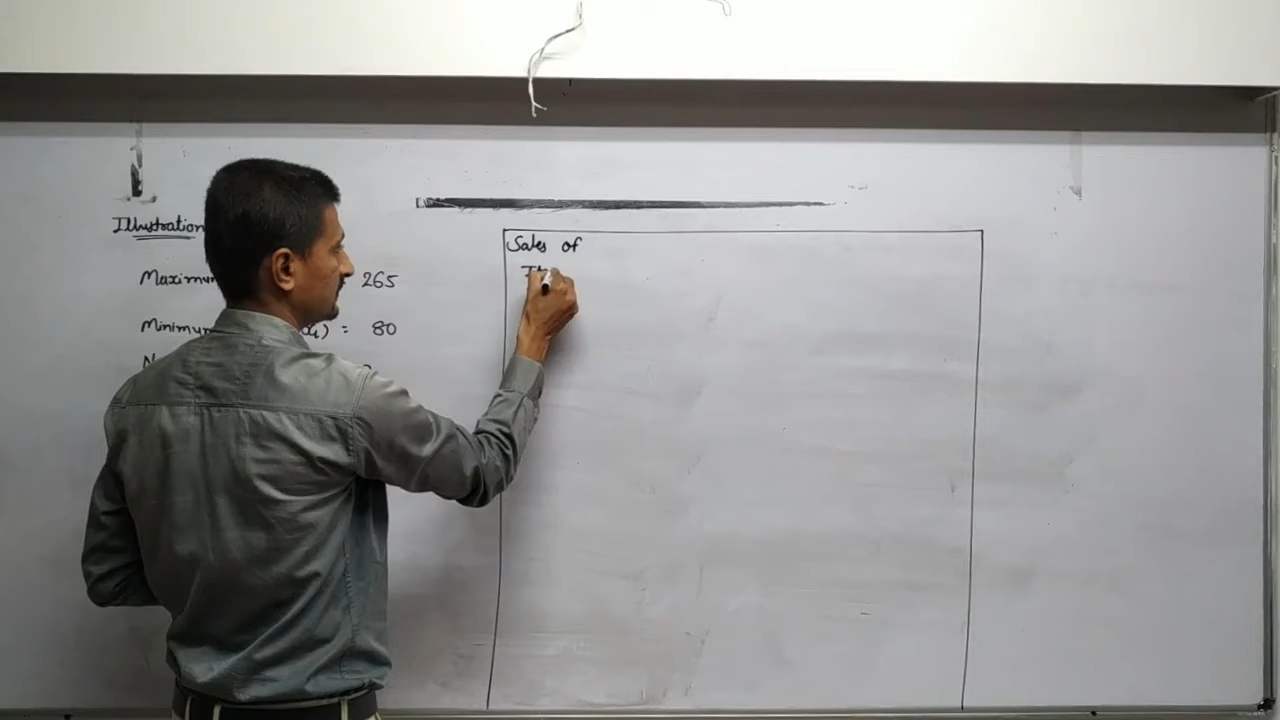 Illustration
Maximum 265
Minimum = 80
Sales of